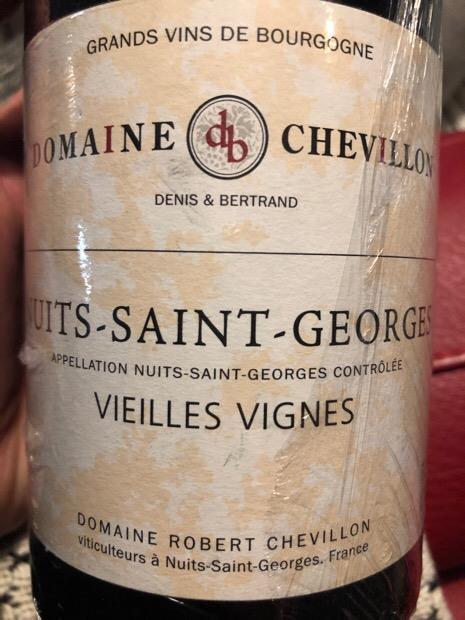 GRANDS VINS DE BOURGOGNE
DOMAINE db CHEVILLON
DENIS & BERTRAND
NUITS-SAINT-GEORGES
APPELLATION NUITS-SAINT-GEORGES CONTRÔLÉE
VIEILLES VIGNES
DOMAINE ROBERT CHEVILLON
viticulteurs à Nuits-Saint-Georges. France